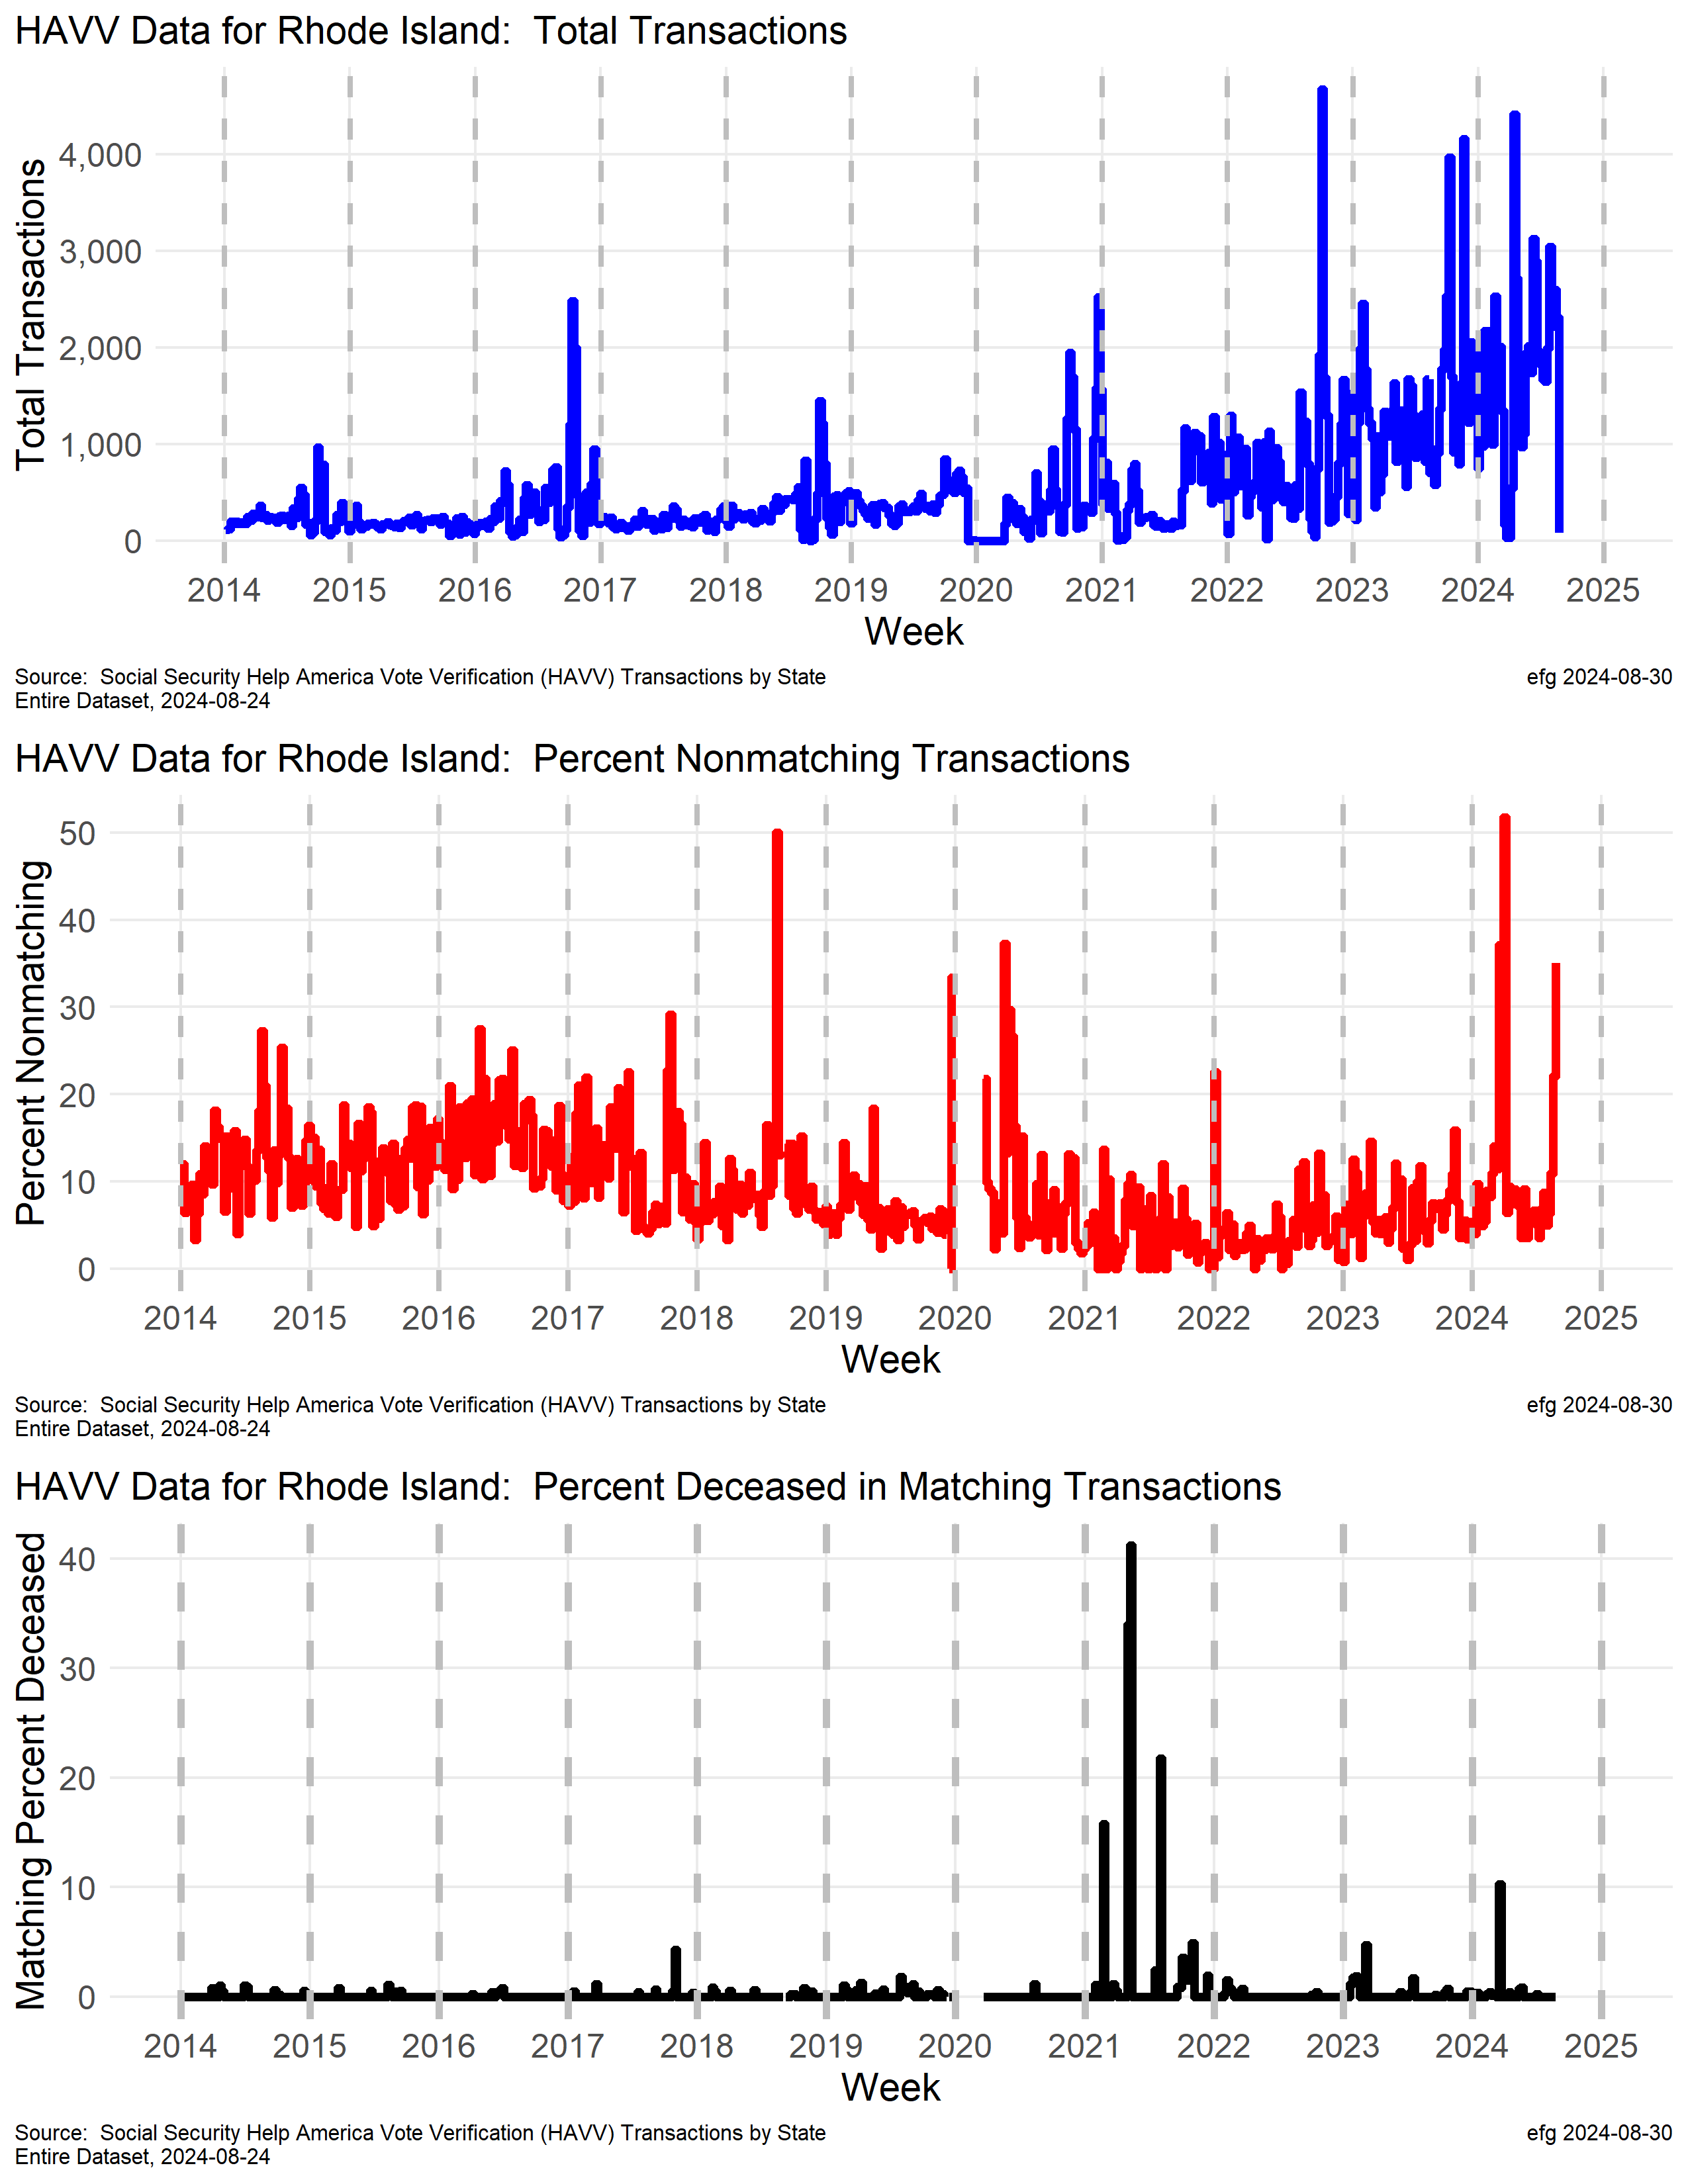 HAVV Data for Rhode Island:  Total Transactions
Total Transactions
4,000
3,000
2,000
1,000
0
2014 2015 2016 2017 2018 2019 2020 2021 2022 2023 2024 2025
Week
Source:  Social Security Help America Vote Verification (HAVV) Transactions by State
Entire Dataset, 2024-08-24
efg 2024-08-30
HAVV Data for Rhode Island:  Percent Nonmatching Transactions
Percent Nonmatching
50
40
30
20
10
0
2014 2015 2016 2017 2018 2019 2020 2021 2022 2023 2024 2025
Week
Source:  Social Security Help America Vote Verification (HAVV) Transactions by State
Entire Dataset, 2024-08-24
efg 2024-08-30
HAVV Data for Rhode Island:  Percent Deceased in Matching Transactions
Matching Percent Deceased
40
30
20
10
0
2014 2015 2016 2017 2018 2019 2020 2021 2022 2023 2024 2025
Week
Source:  Social Security Help America Vote Verification (HAVV) Transactions by State
Entire Dataset, 2024-08-24
efg 2024-08-30